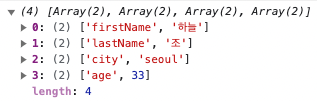 (4) [Array(2), Array(2), Array(2), Array(2)]
0: (2) ['firstName', '하늘']
1: (2) ['lastName', '조']
2: (2) ['city', 'seoul']
3: (2) ['age', 33]
length: 4